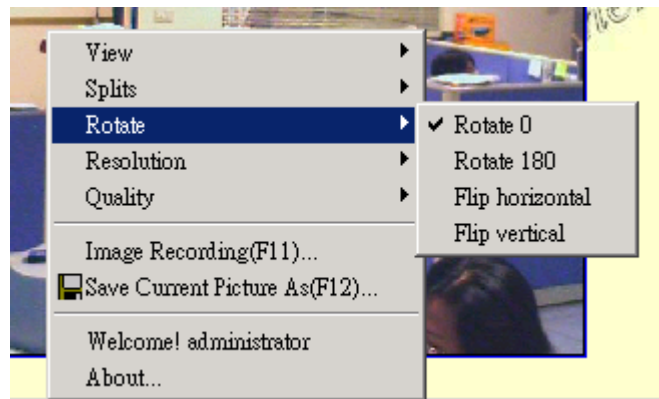 View
Splits
Rotate
Resolution
Quality
Image Recording(F11)...
Save Current Picture As(F12)...
Welcome! administrator
About...
Rotate 0
Rotate 180
Flip horizontal
Flip vertical